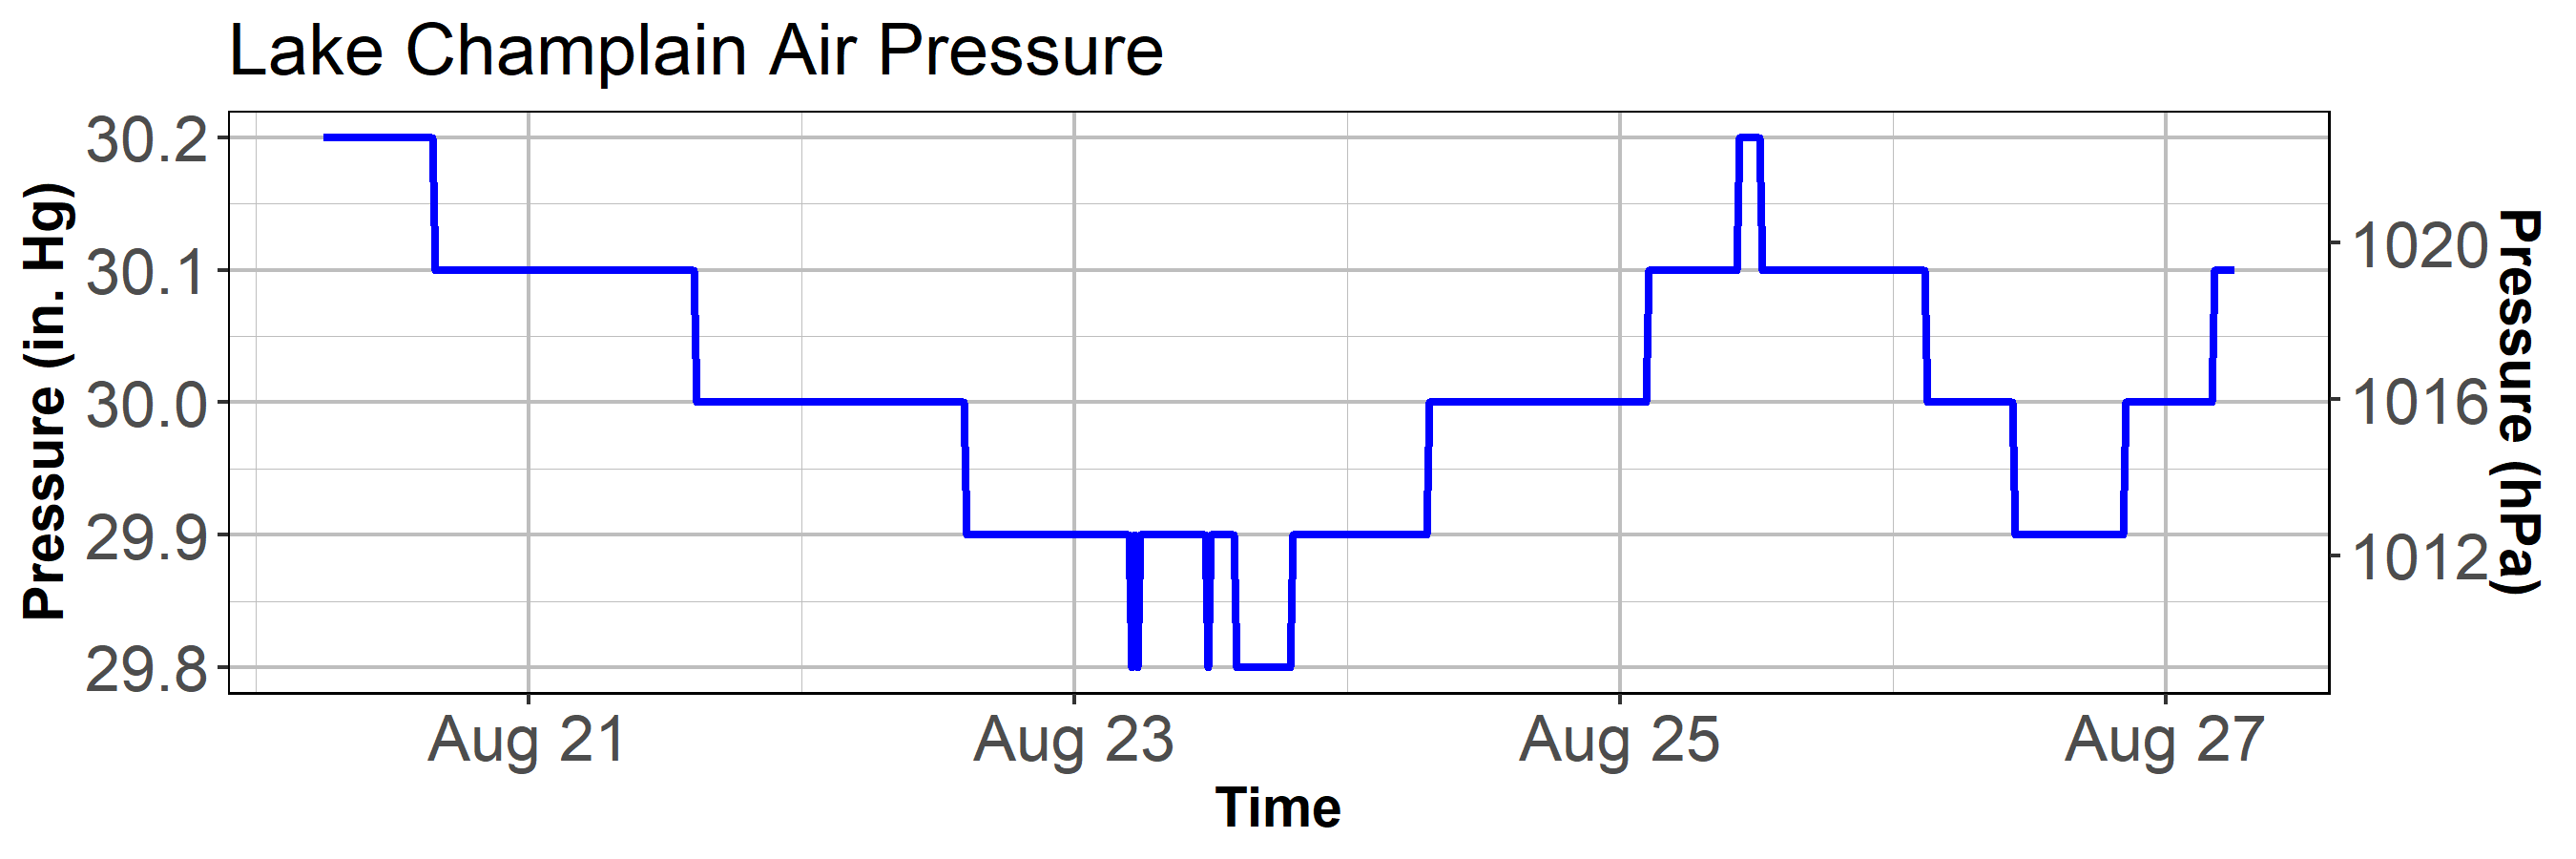 Lake Champlain Air Pressure
Pressure (in. Hg)
30.2
30.1
30.0
29.9
29.8
1020
1016
1012
Pressure (hPa)
Aug 21 Aug 23 Aug 25 Aug 27
Time